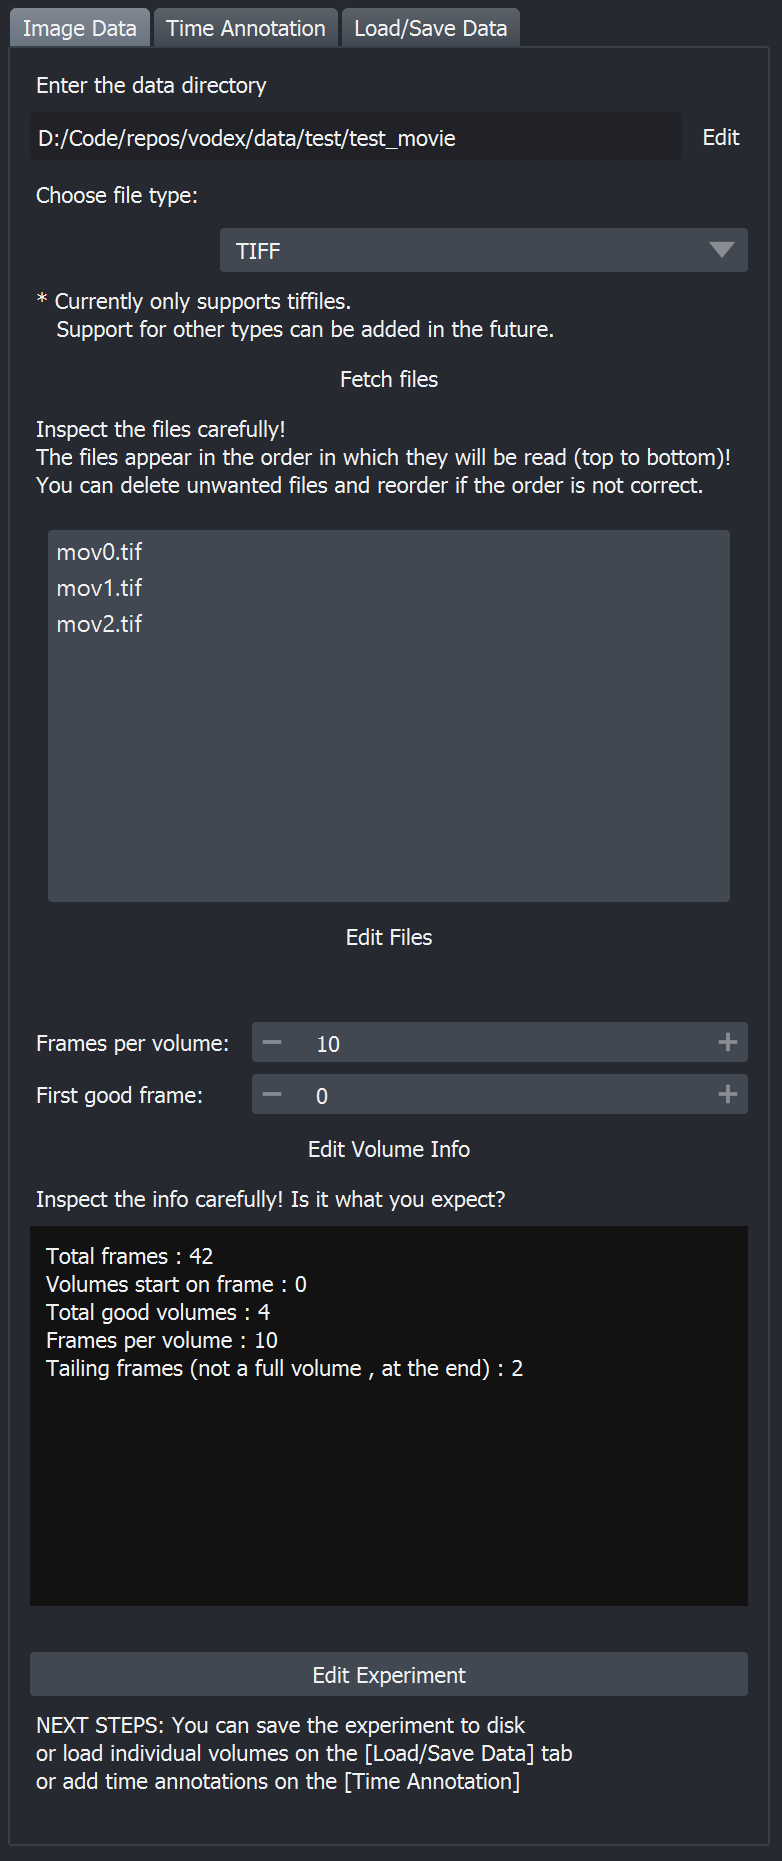 Image Data Time Annotation Load/Save Data
Enter the data directory
D:/Code/repos/vodex/data/test/test_movie Edit
Choose file type:
TIFF
* Currently only supports tiffiles.
Support for other types can be added in the future.
Fetch files
Inspect the files carefully!
The files appear in the order in which they will be read (top to bottom)!
You can delete unwanted files and reorder if the order is not correct.
mov0.tif
mov1.tif
mov2.tif
Edit Files
Frames per volume: − 10 +
First good frame: − 0 +
Edit Volume Info
Inspect the info carefully! Is it what you expect?
Total frames : 42
Volumes start on frame : 0
Total good volumes : 4
Frames per volume : 10
Tailing frames (not a full volume , at the end) : 2
Edit Experiment
NEXT STEPS: You can save the experiment to disk
or load individual volumes on the [Load/Save Data] tab
or add time annotations on the [Time Annotation]